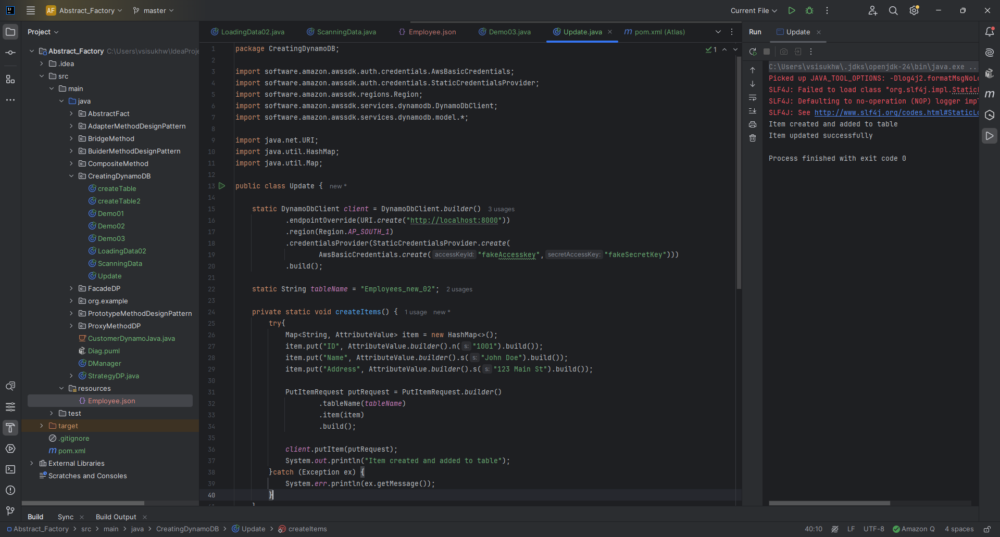 AF Abstract_Factory master Current File
Project
Abstract_Factory C:\Users\vsisukhw\IdeaProje
.idea
src
main
java
AbstractFact
AdapterMethodDesignPattern
BridgeMethod
BuiderMethodDesignPattern
CompositeMethod
CreatingDynamoDB
createTable
createTable2
Demo01
Demo02
Demo03
LoadingData02
ScanningData
Update
FacadeDP
org.example
PrototypeMethodDesignPattern
ProxyMethodDP
CustomerDynamoJava.java
Diag.puml
DManager
StrategyDP.java
resources
{} Employee.json
test
target
.gitignore
m pom.xml
External Libraries
Scratches and Consoles
LoadingData02.java ScanningData.java {} Employee.json Demo03.java Update.java m pom.xml (Atlas)
1 package CreatingDynamoDB; 1
2
3 import software.amazon.awssdk.auth.credentials.AwsBasicCredentials;
4 import software.amazon.awssdk.auth.credentials.StaticCredentialsProvider;
5 import software.amazon.awssdk.regions.Region;
6 import software.amazon.awssdk.services.dynamodb.DynamoDbClient;
7 import software.amazon.awssdk.services.dynamodb.model.*;
8
9 import java.net.URI;
10 import java.util.HashMap;
11 import java.util.Map;
12
13 public class Update { new *
14
15 static DynamoDbClient client = DynamoDbClient.builder() 3 usages
16 .endpointOverride(URI.create("http://localhost:8000"))
17 .region(Region.AP_SOUTH_1)
18 .credentialsProvider(StaticCredentialsProvider.create(
19 AwsBasicCredentials.create( accessKeyId: "fakeAccesskey", secretAccessKey: "fakeSecretKey")))
20 .build();
21
22 static String tableName = "Employees_new_02"; 2 usages
23
24 private static void createItems() { 1 usage new *
25 try{
26 Map<String, AttributeValue> item = new HashMap<>();
27 item.put("ID", AttributeValue.builder().n( s: "1001").build());
28 item.put("Name", AttributeValue.builder().s( s: "John Doe").build());
29 item.put("Address", AttributeValue.builder().s( s: "123 Main St").build());
30
31 PutItemRequest putRequest = PutItemRequest.builder()
32 .tableName(tableName)
33 .item(item)
34 .build();
35
36 client.putItem(putRequest);
37 System.out.println("Item created and added to table");
38 }catch (Exception ex) {
39 System.err.println(ex.getMessage());
40 }
Run Update
C:\Users\vsisukhw\.jdks\openjdk-24\bin\java.exe ...
Picked up JAVA_TOOL_OPTIONS: -Dlog4j2.formatMsgNoLo
SLF4J: Failed to load class "org.slf4j.impl.StaticL
SLF4J: Defaulting to no-operation (NOP) logger impl
SLF4J: See http://www.slf4j.org/codes.html#StaticLo
Item created and added to table
Item updated successfully
Process finished with exit code 0
Build Sync Build Output
Abstract_Factory > src > main > java > CreatingDynamoDB > Update > createItems 40:10 LF UTF-8 Amazon Q 4 spaces